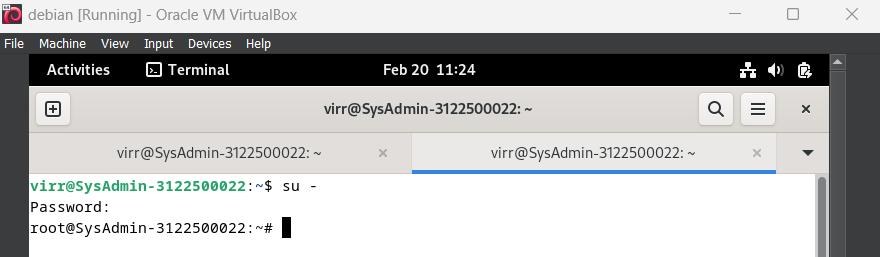 debian [Running] - Oracle VM VirtualBox
File Machine View Input Devices Help
Activities Terminal Feb 20 11:24
virr@SysAdmin-3122500022: ~
virr@SysAdmin-3122500022: ~ virr@SysAdmin-3122500022: ~
virr@SysAdmin-3122500022:~$ su -
Password:
root@SysAdmin-3122500022:~#